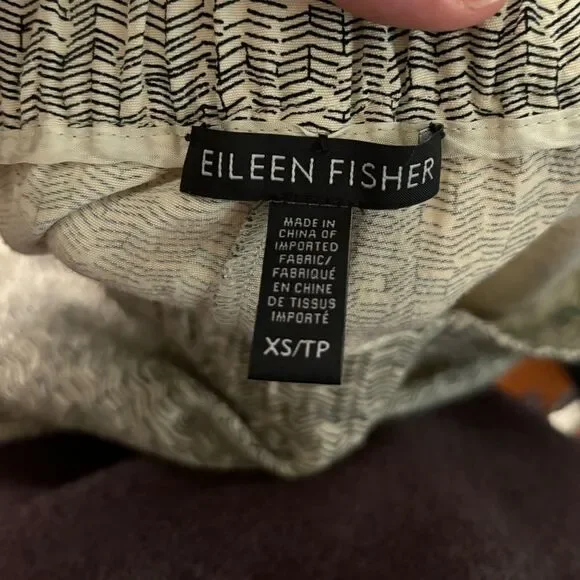 EILEEN FISHER
MADE IN
CHINA OF
IMPORTED
FABRIC/
FABRIQUÉ
EN CHINE
DE TISSUS
IMPORTÉ
XS/TP